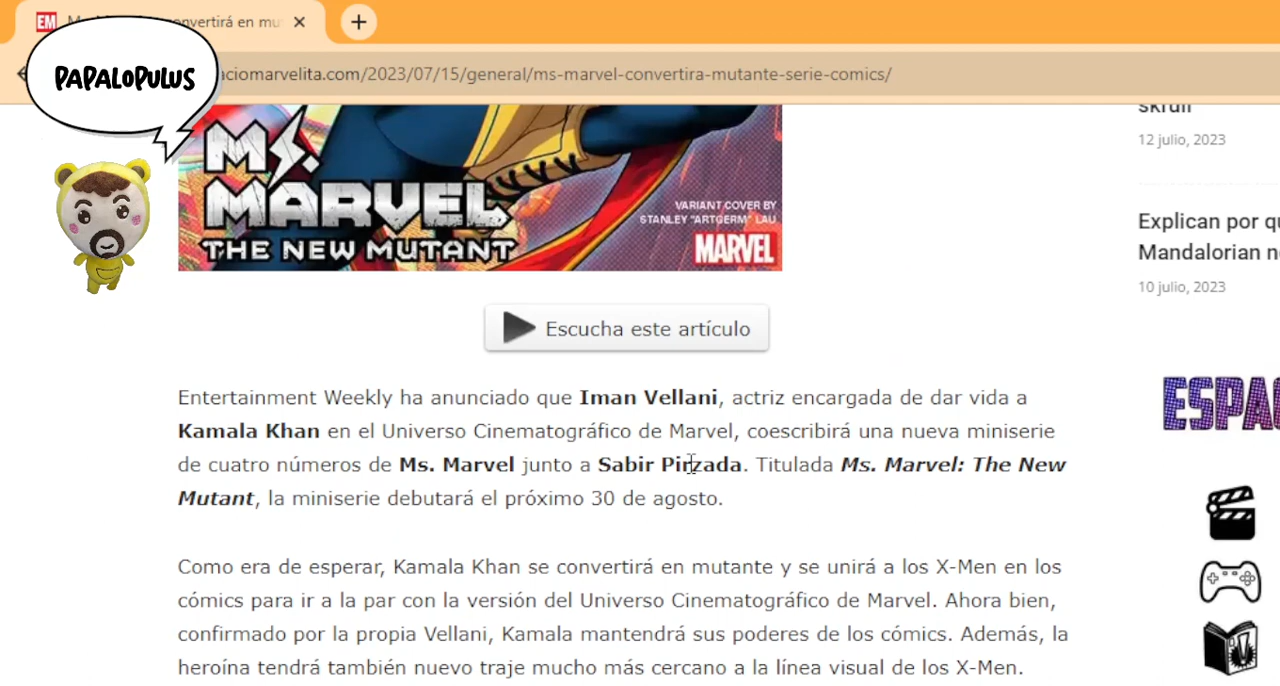 EM
convertirá en mu
PAPALOPULUS
aciomarvelita.com/2023/07/15/general/ms-marvel-convertira-mutante-serie-comics/
MS.
MARVEL
THE NEW MUTANT
VARIANT COVER BY
STANLEY "ARTGERM" LAU
MARVEL
skrull
12 julio, 2023
Explican por qu
Mandalorian n
10 julio, 2023
Escucha este artículo
Entertainment Weekly ha anunciado que Iman Vellani, actriz encargada de dar vida a
Kamala Khan en el Universo Cinematográfico de Marvel, coescribirá una nueva miniserie
de cuatro números de Ms. Marvel junto a Sabir Pirzada. Titulada Ms. Marvel: The New
Mutant, la miniserie debutará el próximo 30 de agosto.
Como era de esperar, Kamala Khan se convertirá en mutante y se unirá a los X-Men en los
cómics para ir a la par con la versión del Universo Cinematográfico de Marvel. Ahora bien,
confirmado por la propia Vellani, Kamala mantendrá sus poderes de los cómics. Además, la
heroína tendrá también nuevo traje mucho más cercano a la línea visual de los X-Men.
ESPA